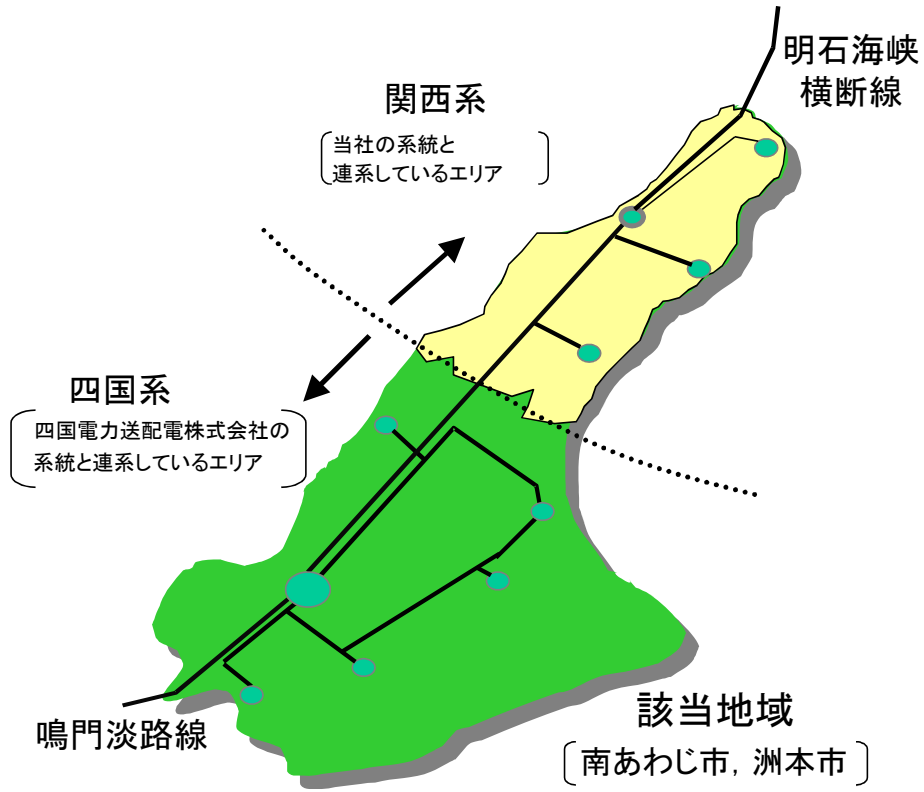 明石海峡
横断線
関西系
当社の系統と
連系しているエリア
四国系
四国電力送配電株式会社の
系統と連系しているエリア
鳴門淡路線
該当地域
南あわじ市，洲本市